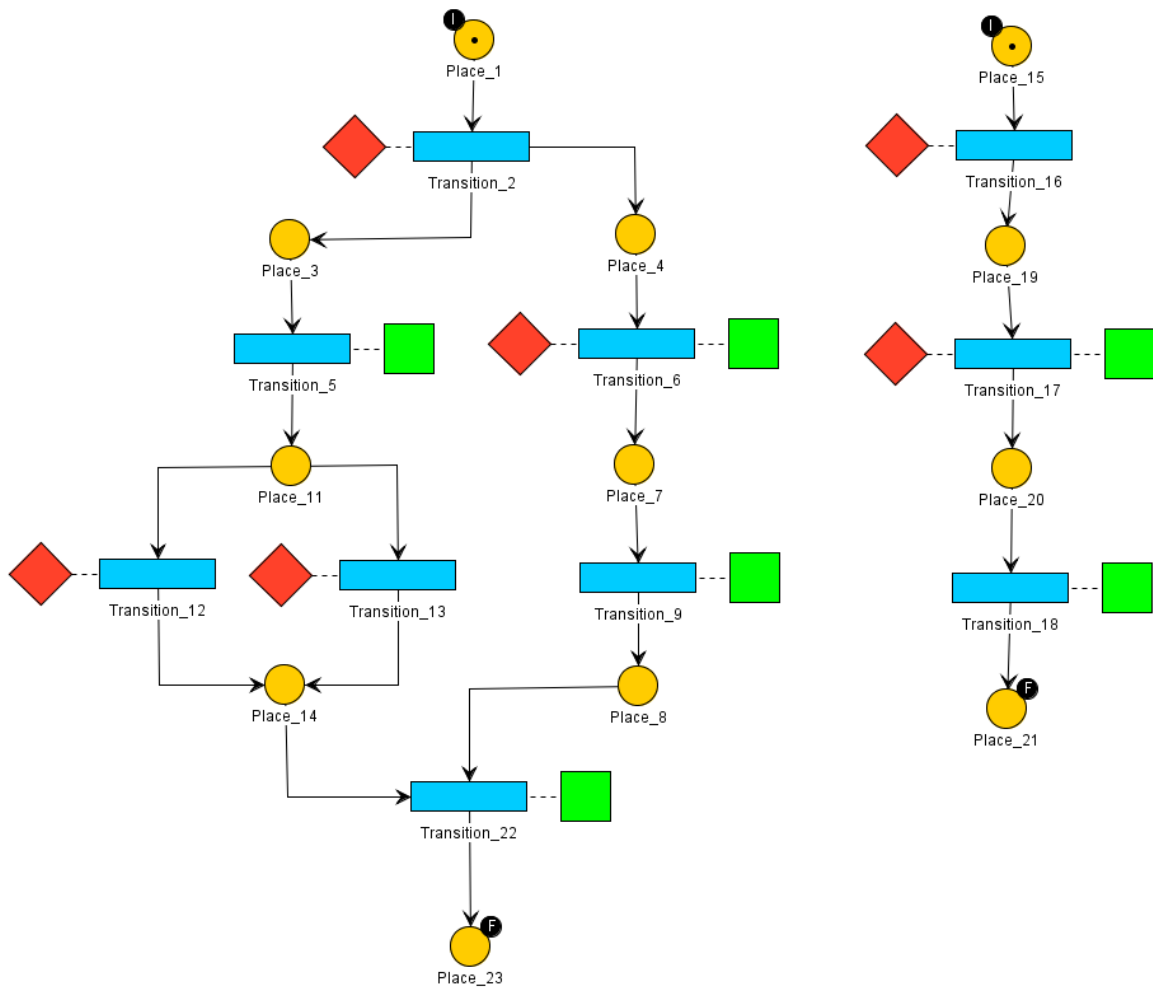 I
Place_1
I
Place_15
Transition_2
Transition_16
Place_3
Place_4
Place_19
Transition_5
Transition_6
Transition_17
Place_11
Place_7
Place_20
Transition_12
Transition_13
Transition_9
Transition_18
Place_14
Place_8
F
Place_21
Transition_22
F
Place_23